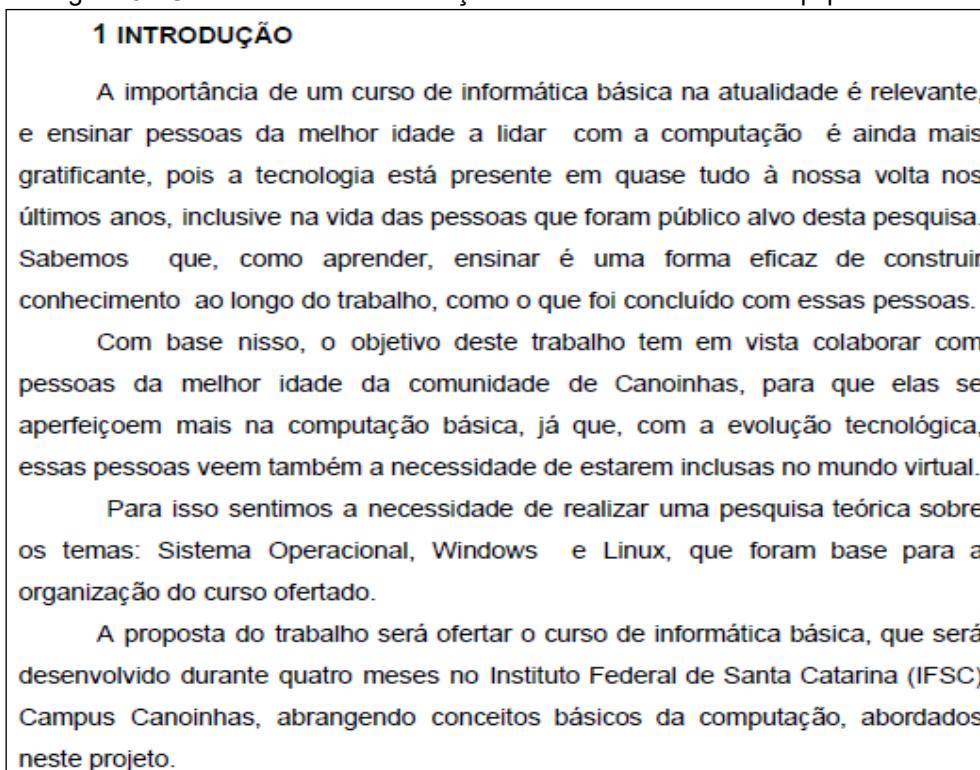 1 INTRODUÇÃO
A importância de um curso de informática básica na atualidade é relevante,
e ensinar pessoas da melhor idade a lidar com a computação é ainda mais
gratificante, pois a tecnologia está presente em quase tudo à nossa volta nos
últimos anos, inclusive na vida das pessoas que foram público alvo desta pesquisa.
Sabemos que, como aprender, ensinar é uma forma eficaz de construir
conhecimento ao longo do trabalho, como o que foi concluído com essas pessoas.
Com base nisso, o objetivo deste trabalho tem em vista colaborar com
pessoas da melhor idade da comunidade de Canoinhas, para que elas se
aperfeiçoem mais na computação básica, já que, com a evolução tecnológica,
essas pessoas veem também a necessidade de estarem inclusas no mundo virtual.
Para isso sentimos a necessidade de realizar uma pesquisa teórica sobre
os temas: Sistema Operacional, Windows e Linux, que foram base para a
organização do curso ofertado.
A proposta do trabalho será ofertar o curso de informática básica, que será
desenvolvido durante quatro meses no Instituto Federal de Santa Catarina (IFSC)
Campus Canoinhas, abrangendo conceitos básicos da computação, abordados
neste projeto.